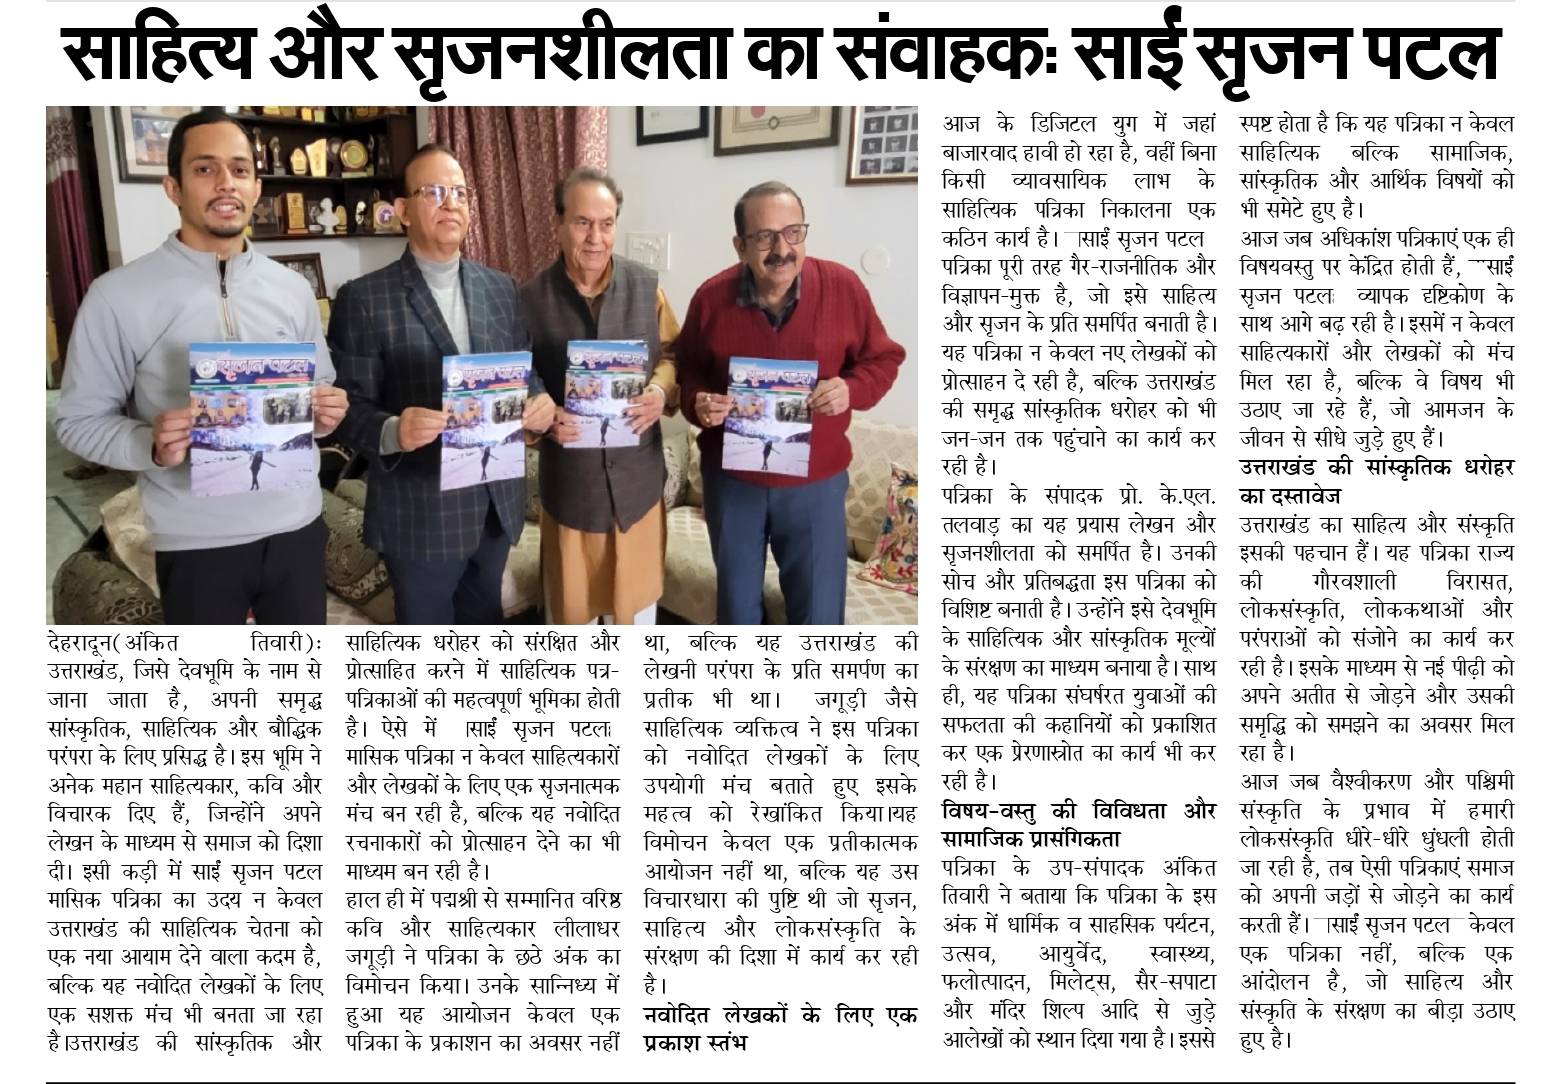 साहित्य और सृजनशीलता का संवाहकः साईं सृजन पटल
सृजन पटल
सृजन पटल
सृजन पटल
सृजन पटल
देहरादून(अंकित तिवारी)ः
उत्तराखंड, जिसे देवभूमि के नाम से
जाना जाता है, अपनी समृद्ध
सांस्कृतिक, साहित्यिक और बौद्धिक
परंपरा के लिए प्रसिद्ध है। इस भूमि ने
अनेक महान साहित्यकार, कवि और
विचारक दिए हैं, जिन्होंने अपने
लेखन के माध्यम से समाज को दिशा
दी। इसी कड़ी में साईं सृजन पटल
मासिक पत्रिका का उदय न केवल
उत्तराखंड की साहित्यिक चेतना को
एक नया आयाम देने वाला कदम है,
बल्कि यह नवोदित लेखकों के लिए
एक सशक्त मंच भी बनता जा रहा
है।उत्तराखंड की सांस्कृतिक और
साहित्यिक धरोहर को संरक्षित और
प्रोत्साहित करने में साहित्यिक पत्र-
पत्रिकाओं की महत्वपूर्ण भूमिका होती
है। ऐसे में साईं सृजन पटल
मासिक पत्रिका न केवल साहित्यकारों
और लेखकों के लिए एक सृजनात्मक
मंच बन रही है, बल्कि यह नवोदित
रचनाकारों को प्रोत्साहन देने का भी
माध्यम बन रही है।
हाल ही में पद्मश्री से सम्मानित वरिष्ठ
कवि और साहित्यकार लीलाधर
जगूड़ी ने पत्रिका के छठे अंक का
विमोचन किया। उनके सान्निध्य में
हुआ यह आयोजन केवल एक
पत्रिका के प्रकाशन का अवसर नहीं
था, बल्कि यह उत्तराखंड की
लेखनी परंपरा के प्रति समर्पण का
प्रतीक भी था। जगूड़ी जैसे
साहित्यिक व्यक्तित्व ने इस पत्रिका
को नवोदित लेखकों के लिए
उपयोगी मंच बताते हुए इसके
महत्व को रेखांकित किया।यह
विमोचन केवल एक प्रतीकात्मक
आयोजन नहीं था, बल्कि यह उस
विचारधारा की पुष्टि थी जो सृजन,
साहित्य और लोकसंस्कृति के
संरक्षण की दिशा में कार्य कर रही
है।
नवोदित लेखकों के लिए एक
प्रकाश स्तंभ
आज के डिजिटल युग में जहां
बाजारवाद हावी हो रहा है, वहीं बिना
किसी व्यावसायिक लाभ के
साहित्यिक पत्रिका निकालना एक
कठिन कार्य है। साईं सृजन पटल
पत्रिका पूरी तरह गैर-राजनीतिक और
विज्ञापन-मुक्त है, जो इसे साहित्य
और सृजन के प्रति समर्पित बनाती है।
यह पत्रिका न केवल नए लेखकों को
प्रोत्साहन दे रही है, बल्कि उत्तराखंड
की समृद्ध सांस्कृतिक धरोहर को भी
जन-जन तक पहुंचाने का कार्य कर
रही है।
पत्रिका के संपादक प्रो. के.एल.
तलवाड़ का यह प्रयास लेखन और
सृजनशीलता को समर्पित है। उनकी
सोच और प्रतिबद्धता इस पत्रिका को
विशिष्ट बनाती है। उन्होंने इसे देवभूमि
के साहित्यिक और सांस्कृतिक मूल्यों
के संरक्षण का माध्यम बनाया है। साथ
ही, यह पत्रिका संघर्षरत युवाओं की
सफलता की कहानियों को प्रकाशित
कर एक प्रेरणास्रोत का कार्य भी कर
रही है।
विषय-वस्तु की विविधता और
सामाजिक प्रासंगिकता
पत्रिका के उप-संपादक अंकित
तिवारी ने बताया कि पत्रिका के इस
अंक में धार्मिक व साहसिक पर्यटन,
उत्सव, आयुर्वेद, स्वास्थ्य,
फलोत्पादन, मिलेट्स, सैर-सपाटा
और मंदिर शिल्प आदि से जुड़े
आलेखों को स्थान दिया गया है। इससे
स्पष्ट होता है कि यह पत्रिका न केवल
साहित्यिक बल्कि सामाजिक,
सांस्कृतिक और आर्थिक विषयों को
भी समेटे हुए है।
आज जब अधिकांश पत्रिकाएं एक ही
विषयवस्तु पर केंद्रित होती हैं, साईं
सृजन पटल व्यापक दृष्टिकोण के
साथ आगे बढ़ रही है। इसमें न केवल
साहित्यकारों और लेखकों को मंच
मिल रहा है, बल्कि वे विषय भी
उठाए जा रहे हैं, जो आमजन के
जीवन से सीधे जुड़े हुए हैं।
उत्तराखंड की सांस्कृतिक धरोहर
का दस्तावेज
उत्तराखंड का साहित्य और संस्कृति
इसकी पहचान हैं। यह पत्रिका राज्य
की गौरवशाली विरासत,
लोकसंस्कृति, लोककथाओं और
परंपराओं को संजोने का कार्य कर
रही है। इसके माध्यम से नई पीढ़ी को
अपने अतीत से जोड़ने और उसकी
समृद्धि को समझने का अवसर मिल
रहा है।
आज जब वैश्वीकरण और पश्चिमी
संस्कृति के प्रभाव में हमारी
लोकसंस्कृति धीरे-धीरे धुंधली होती
जा रही है, तब ऐसी पत्रिकाएं समाज
को अपनी जड़ों से जोड़ने का कार्य
करती हैं। साईं सृजन पटल केवल
एक पत्रिका नहीं, बल्कि एक
आंदोलन है, जो साहित्य और
संस्कृति के संरक्षण का बीड़ा उठाए
हुए है।